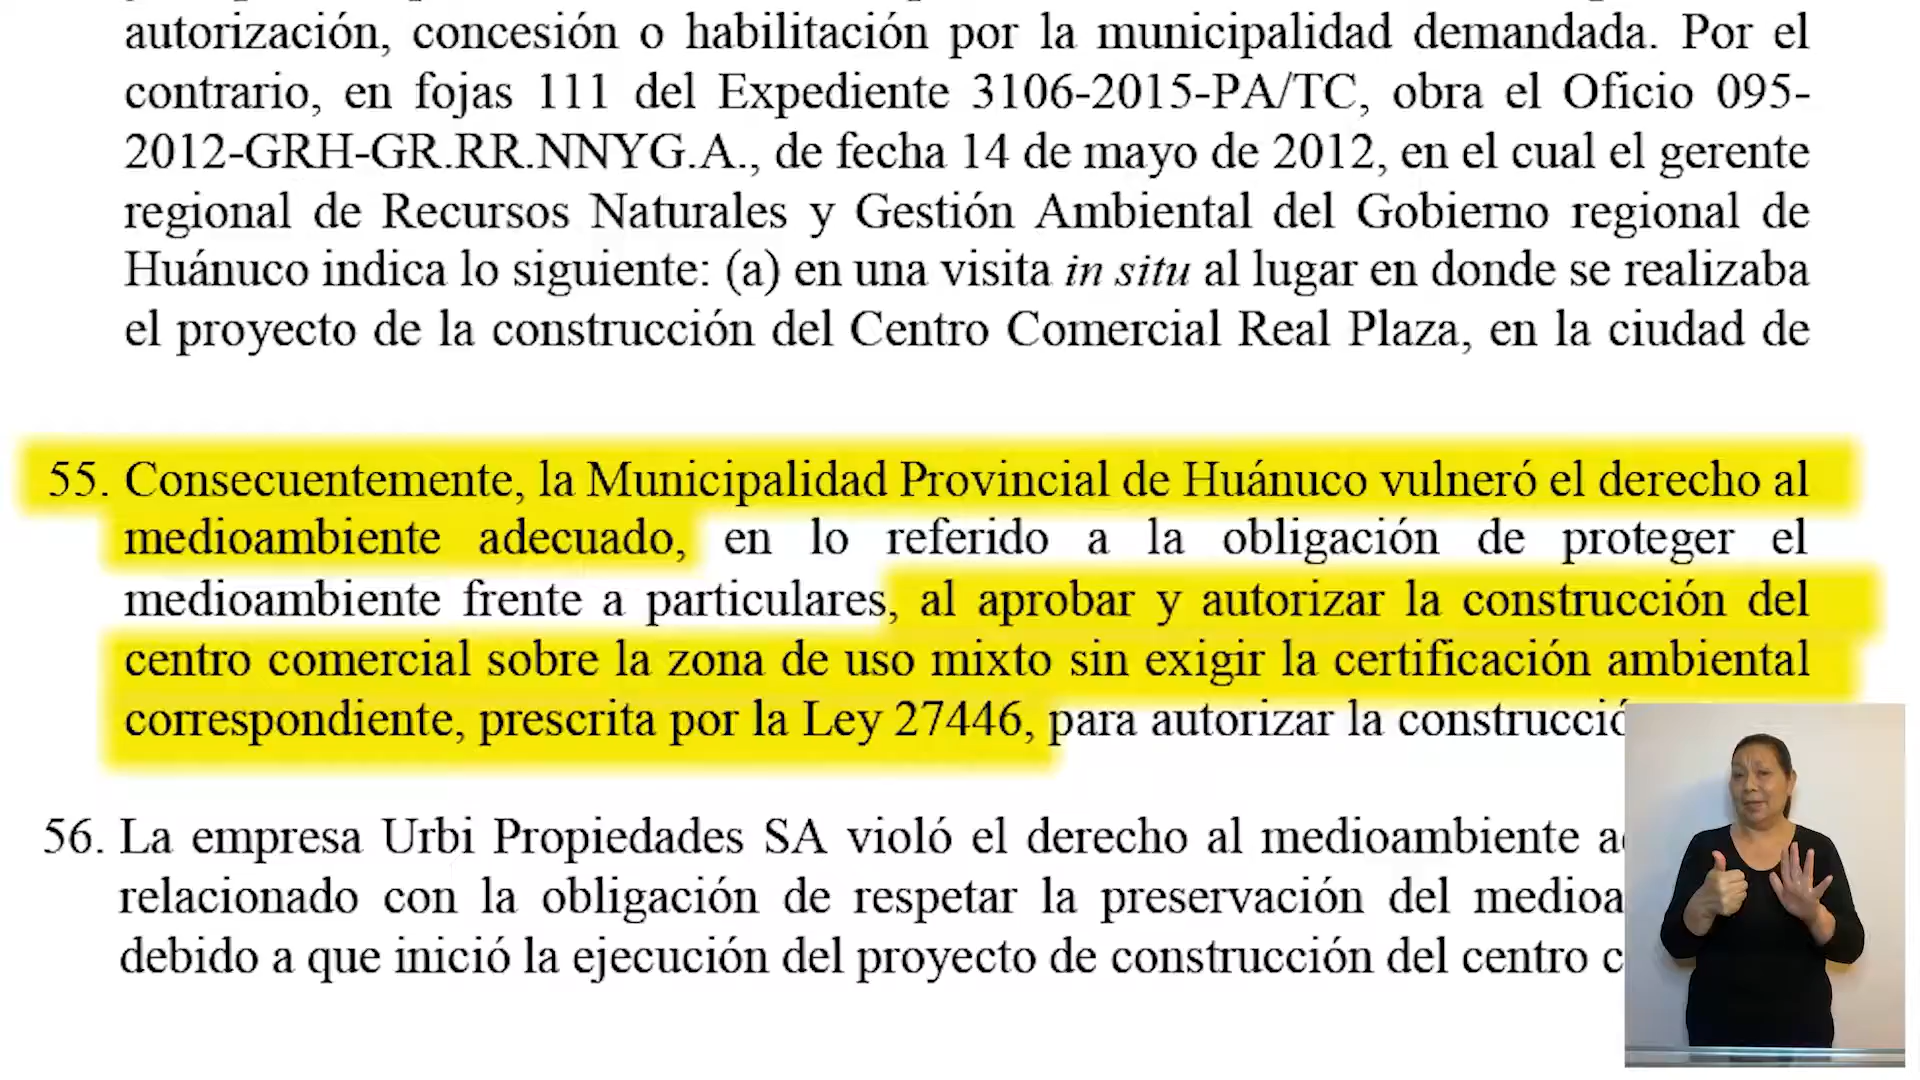 autorización, concesión o habilitación por la municipalidad demandada. Por el
contrario, en fojas 111 del Expediente 3106-2015-PA/TC, obra el Oficio 095-
2012-GRH-GR.RR.NNYG.A., de fecha 14 de mayo de 2012, en el cual el gerente
regional de Recursos Naturales y Gestión Ambiental del Gobierno regional de
Huánuco indica lo siguiente: (a) en una visita in situ al lugar en donde se realizaba
el proyecto de la construcción del Centro Comercial Real Plaza, en la ciudad de
55. Consecuentemente, la Municipalidad Provincial de Huánuco vulneró el derecho al
medioambiente adecuado, en lo referido a la obligación de proteger el
medioambiente frente a particulares, al aprobar y autorizar la construcción del
centro comercial sobre la zona de uso mixto sin exigir la certificación ambiental
correspondiente, prescrita por la Ley 27446, para autorizar la construcció
56. La empresa Urbi Propiedades SA violó el derecho al medioambiente a
relacionado con la obligación de respetar la preservación del medioa
debido a que inició la ejecución del proyecto de construcción del centro c